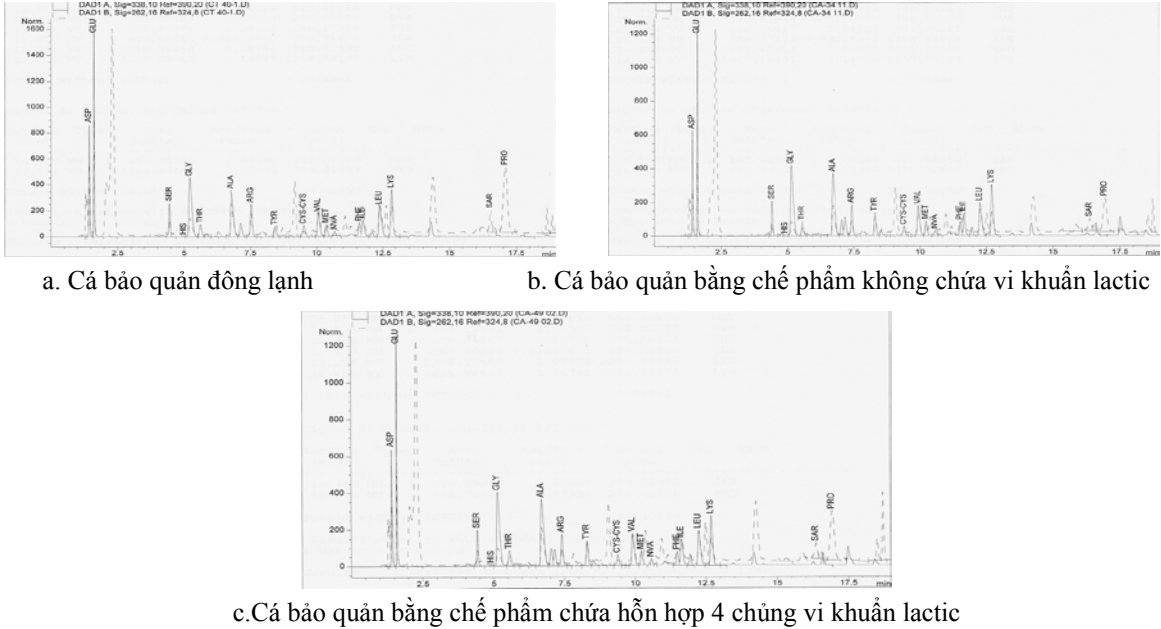 DAD1 A, Sig=338,10 Ref=390,20 (CT 40-1.D)
DAD1 B, Sig=262,16 Ref=324,8 (CT 40-1.D)
Norm.
1600
1400
1200
1000
800
600
400
200
0
ASP
GLU
SER
HIS
GLY
THR
ALA
ARG
TYR
CYS-CYS
VAL
MET
NVA
PHE
LEU
LYS
SAR
PRO
2.5
5
7.5
10
12.5
15
17.5
min
a. Cá bảo quản đông lạnh
DAD1 A, Sig=338,10 Ref=390,20 (CA-34 11.D)
DAD1 B, Sig=262,16 Ref=324,8 (CA-34 11.D)
Norm.
1200
1000
800
600
400
200
0
ASP
GLU
SER
HIS
GLY
THR
ALA
ARG
TYR
CYS-CYS
VAL
MET
NVA
PHE
LEU
LYS
SAR
PRO
2.5
5
7.5
10
12.5
15
17.5
min
b. Cá bảo quản bằng chế phẩm không chứa vi khuẩn lactic
DAD1 A, Sig=338,10 Ref=390,20 (CA-49 02.D)
DAD1 B, Sig=262,16 Ref=324,8 (CA-49 02.D)
Norm.
1200
1000
800
600
400
200
0
ASP
GLU
SER
HIS
GLY
THR
ALA
ARG
TYR
CYS-CYS
VAL
MET
NVA
PHE
ILE
LEU
LYS
SAR
PRO
2.5
5
7.5
10
12.5
15
17.5
min
c.Cá bảo quản bằng chế phẩm chứa hỗn hợp 4 chủng vi khuẩn lactic